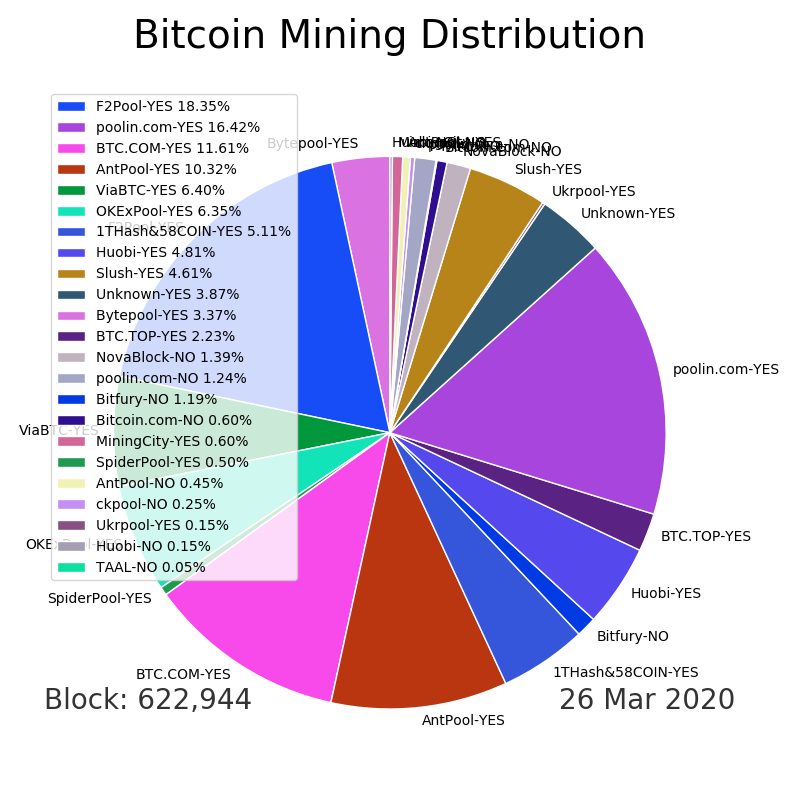 Bitcoin Mining Distribution
F2Pool-YES 18.35%
poolin.com-YES 16.42%
BTC.COM-YES 11.61%
AntPool-YES 10.32%
ViaBTC-YES 6.40%
OKExPool-YES 6.35%
1THash&58COIN-YES 5.11%
Huobi-YES 4.81%
Slush-YES 4.61%
Unknown-YES 3.87%
Bytepool-YES 3.37%
BTC.TOP-YES 2.23%
NovaBlock-NO 1.39%
poolin.com-NO 1.24%
Bitfury-NO 1.19%
Bitcoin.com-NO 0.60%
MiningCity-YES 0.60%
SpiderPool-YES 0.50%
AntPool-NO 0.45%
ckpool-NO 0.25%
Ukrpool-YES 0.15%
Huobi-NO 0.15%
TAAL-NO 0.05%
Bytepool-YES
NovaBlock-NO
Slush-YES
Ukrpool-YES
Unknown-YES
poolin.com-YES
BTC.TOP-YES
Huobi-YES
Bitfury-NO
1THash&58COIN-YES
AntPool-YES
BTC.COM-YES
SpiderPool-YES
OKExPool-YES
ViaBTC-YES
F2Pool-YES
Block: 622,944
26 Mar 2020